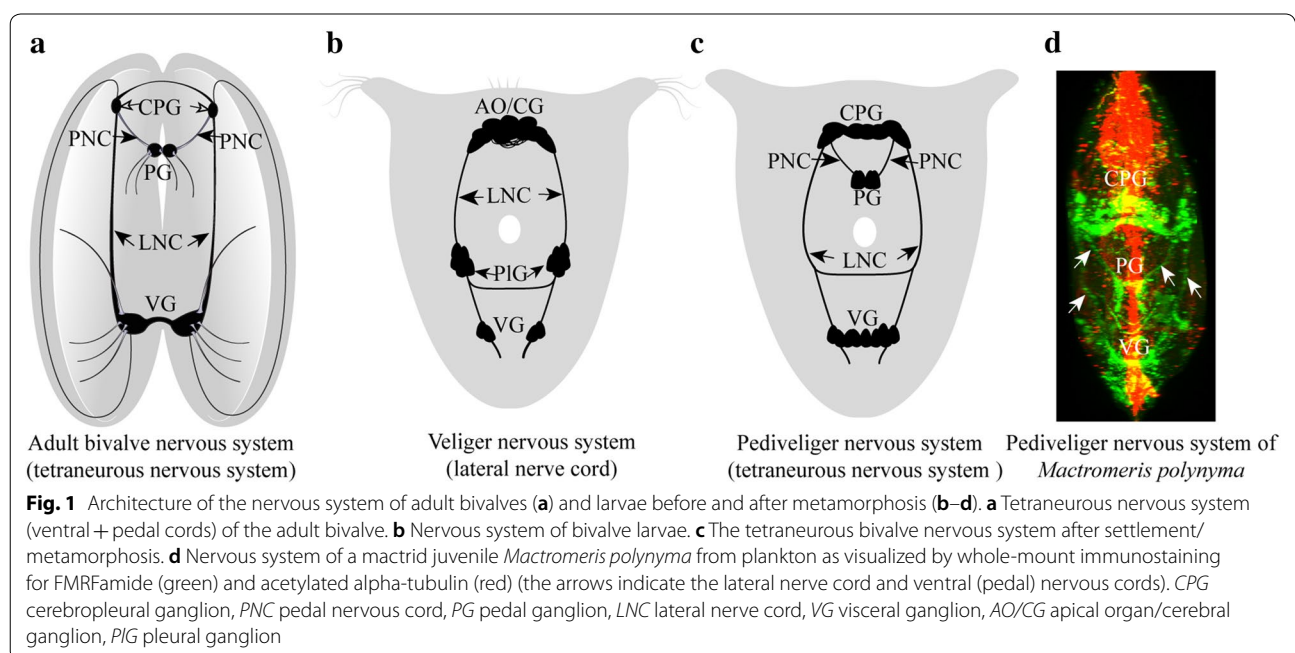 a
b
c
d
CPG
PNC
PNC
PG
LNC
VG
AO/CG
LNC
PlG
VG
CPG
PNC
PNC
PG
LNC
VG
CPG
PG
VG
Adult bivalve nervous system
(tetraneurous nervous system)
Veliger nervous system
(lateral nerve cord)
Pediveliger nervous system
(tetraneurous nervous system )
Pediveliger nervous system of
Mactromeris polynyma
Fig. 1 Architecture of the nervous system of adult bivalves (a) and larvae before and after metamorphosis (b–d). a Tetraneurous nervous system
(ventral + pedal cords) of the adult bivalve. b Nervous system of bivalve larvae. c The tetraneurous bivalve nervous system after settlement/
metamorphosis. d Nervous system of a mactrid juvenile Mactromeris polynyma from plankton as visualized by whole-mount immunostaining
for FMRFamide (green) and acetylated alpha-tubulin (red) (the arrows indicate the lateral nerve cord and ventral (pedal) nervous cords). CPG
cerebropleural ganglion, PNC pedal nervous cord, PG pedal ganglion, LNC lateral nerve cord, VG visceral ganglion, AO/CG apical organ/cerebral
ganglion, PlG pleural ganglion